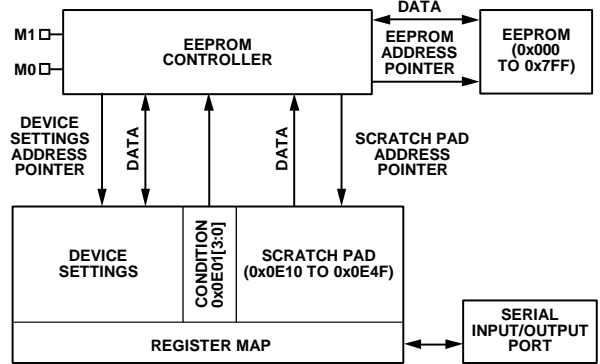 M1
M0
EEPROM
CONTROLLER
DATA
EEPROM
ADDRESS
POINTER
EEPROM
(0x000
TO 0x7FF)
DEVICE
SETTINGS
ADDRESS
POINTER
DATA
DATA
SCRATCH PAD
ADDRESS
POINTER
DEVICE
SETTINGS
CONDITION
0x0E01[3:0]
SCRATCH PAD
(0x0E10 TO 0x0E4F)
REGISTER MAP
SERIAL
INPUT/OUTPUT
PORT